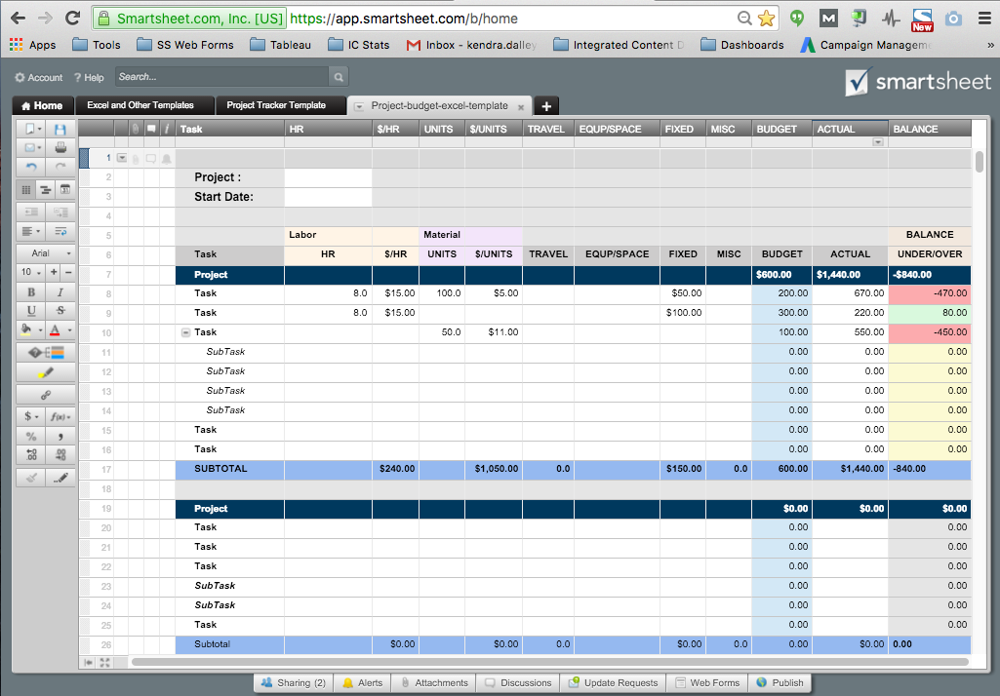 Smartsheet.com, Inc. [US] https://app.smartsheet.com/b/home
New
Apps Tools SS Web Forms Tableau IC Stats Inbox - kendra.dalley Integrated Content D Dashboards Campaign Managem »
Account ? Help Search... smartsheet
Home Excel and Other Templates Project Tracker Template Project-budget-excel-template × +
Task HR $/HR UNITS $/UNITS TRAVEL EQUP/SPACE FIXED MISC BUDGET ACTUAL BALANCE
1
2 Project :
3 Start Date:
4
5 Labor Material BALANCE
6 Task HR $/HR UNITS $/UNITS TRAVEL EQUP/SPACE FIXED MISC BUDGET ACTUAL UNDER/OVER
7 Project $600.00 $1,440.00 -$840.00
8 Task 8.0 $15.00 100.0 $5.00 $50.00 200.00 670.00 -470.00
9 Task 8.0 $15.00 $100.00 300.00 220.00 80.00
10 Task 50.0 $11.00 100.00 550.00 -450.00
11 SubTask 0.00 0.00 0.00
12 SubTask 0.00 0.00 0.00
13 SubTask 0.00 0.00 0.00
14 SubTask 0.00 0.00 0.00
15 Task 0.00 0.00 0.00
16 Task 0.00 0.00 0.00
17 SUBTOTAL $240.00 $1,050.00 0.0 $150.00 0.0 600.00 $1,440.00 -840.00
18
19 Project $0.00 $0.00 $0.00
20 Task 0.00 0.00
21 Task 0.00 0.00
22 Task 0.00 0.00
23 SubTask 0.00 0.00
24 SubTask 0.00 0.00
25 Task 0.00 0.00
26 Subtotal $0.00 $0.00 0.0 $0.00 0.0 0.00 $0.00 0.00
Arial
10 + −
B I
U S
A
$ f(x)
% ,
Sharing (2) Alerts Attachments Discussions Update Requests Web Forms Publish